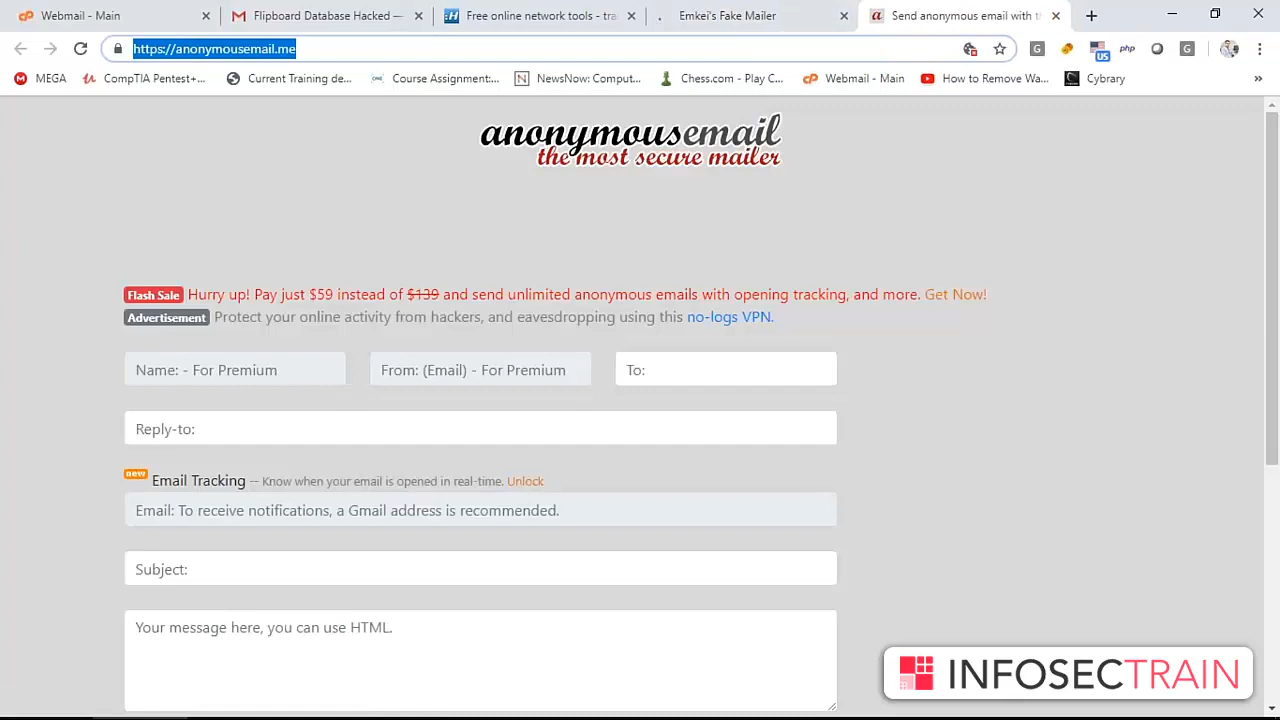 Webmail - Main
Flipboard Database Hacked —
Free online network tools - tra
Emkei's Fake Mailer
Send anonymous email with t
https://anonymousemail.me
G
US
php
G
MEGA
CompTIA Pentest+...
Current Training de...
Course Assignment:...
NewsNow: Comput...
Chess.com - Play C...
Webmail - Main
How to Remove Wa...
Cybrary
»
anonymousemail
the most secure mailer
Flash Sale Hurry up! Pay just $59 instead of $139 and send unlimited anonymous emails with opening tracking, and more. Get Now!
Advertisement Protect your online activity from hackers, and eavesdropping using this no-logs VPN.
Name: - For Premium
From: (Email) - For Premium
To:
Reply-to:
new Email Tracking -- Know when your email is opened in real-time. Unlock
Email: To receive notifications, a Gmail address is recommended.
Subject:
Your message here, you can use HTML.
INFOSECTRAIN